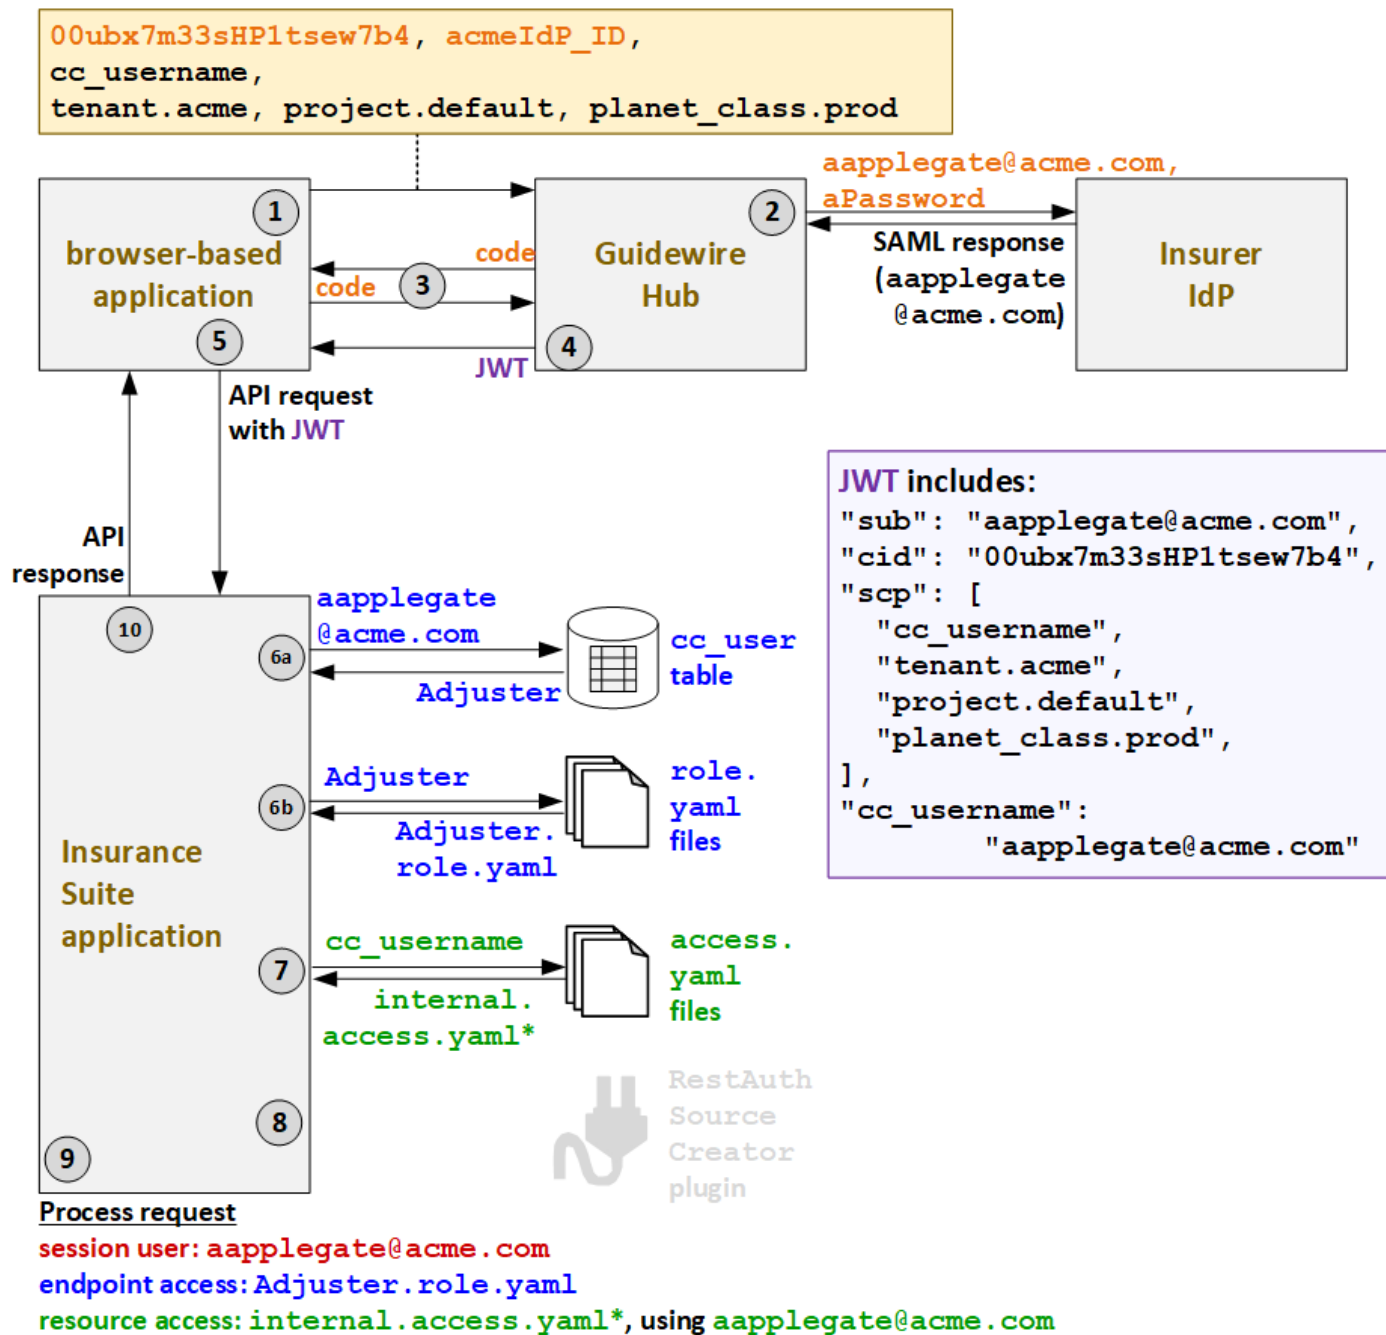 00ubx7m33sHP1tsew7b4, acmeIdP_ID,
cc_username,
tenant.acme, project.default, planet_class.prod
1
browser-based
application
code
code
3
5
Guidewire
Hub
2
4
JWT
aapplegate@acme.com,
aPassword
SAML response
(aapplegate
@acme.com)
Insurer
IdP
API request
with JWT
API
response
JWT includes:
"sub": "aapplegate@acme.com",
"cid": "00ubx7m33sHP1tsew7b4",
"scp": [
"cc_username",
"tenant.acme",
"project.default",
"planet_class.prod",
],
"cc_username":
"aapplegate@acme.com"
10
Insurance
Suite
application
6a
aapplegate
@acme.com
Adjuster
cc_user
table
6b
Adjuster
Adjuster.
role.yaml
role.
yaml
files
7
cc_username
internal.
access.yaml*
access.
yaml
files
8
RestAuth
Source
Creator
plugin
9
Process request
session user: aapplegate@acme.com
endpoint access: Adjuster.role.yaml
resource access: internal.access.yaml*, using aapplegate@acme.com